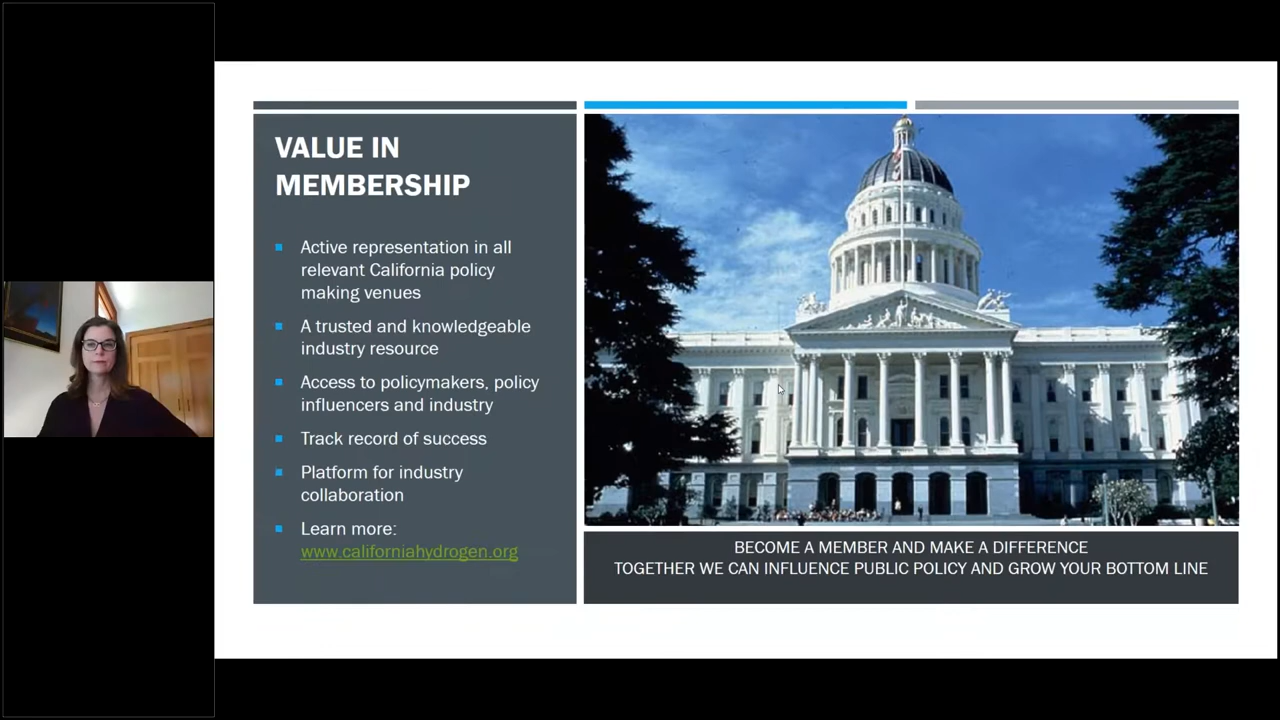 VALUE IN
MEMBERSHIP
Active representation in all
relevant California policy
making venues
A trusted and knowledgeable
industry resource
Access to policymakers, policy
influencers and industry
Track record of success
Platform for industry
collaboration
Learn more:
www.californiahydrogen.org
BECOME A MEMBER AND MAKE A DIFFERENCE
TOGETHER WE CAN INFLUENCE PUBLIC POLICY AND GROW YOUR BOTTOM LINE